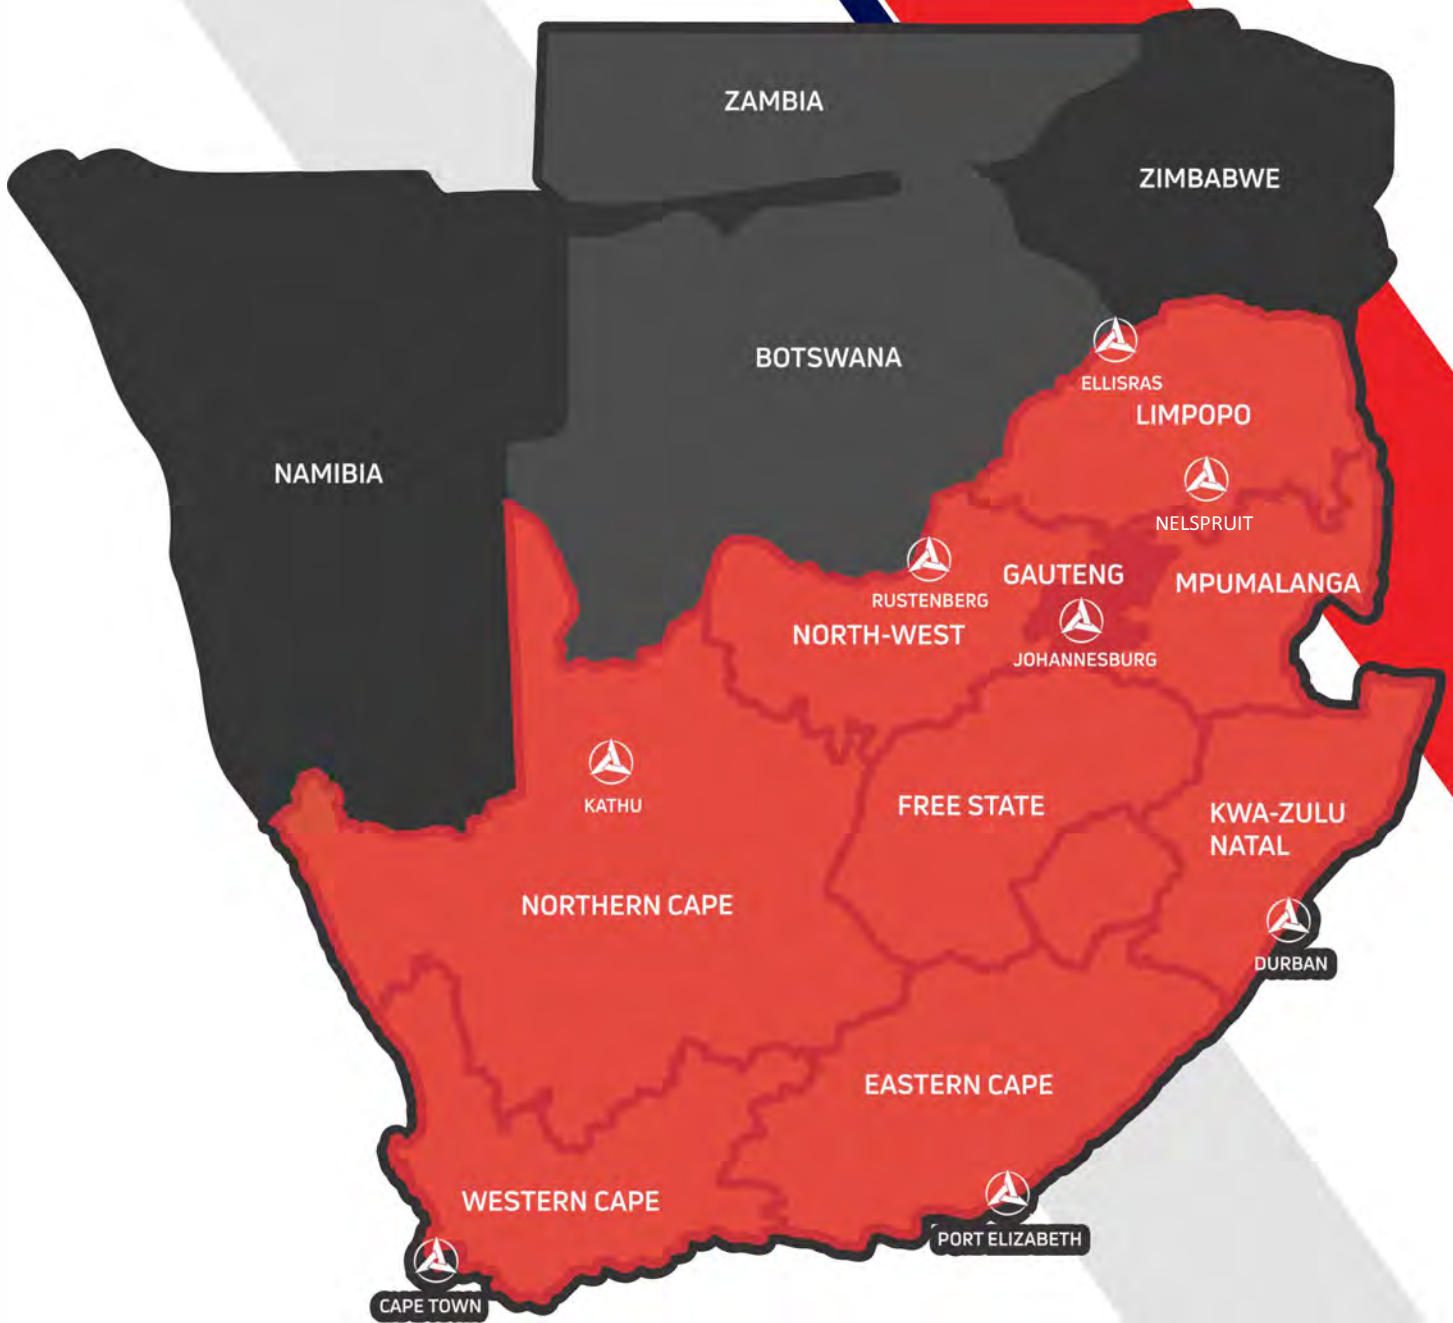 ZAMBIA
ZIMBABWE
BOTSWANA
ELLISRAS
LIMPOPO
NAMIBIA
NELSPRUIT
GAUTENG
MPUMALANGA
RUSTENBERG
NORTH-WEST
JOHANNESBURG
KATHU
FREE STATE
KWA-ZULU
NATAL
NORTHERN CAPE
DURBAN
EASTERN CAPE
WESTERN CAPE
PORT ELIZABETH
CAPE TOWN